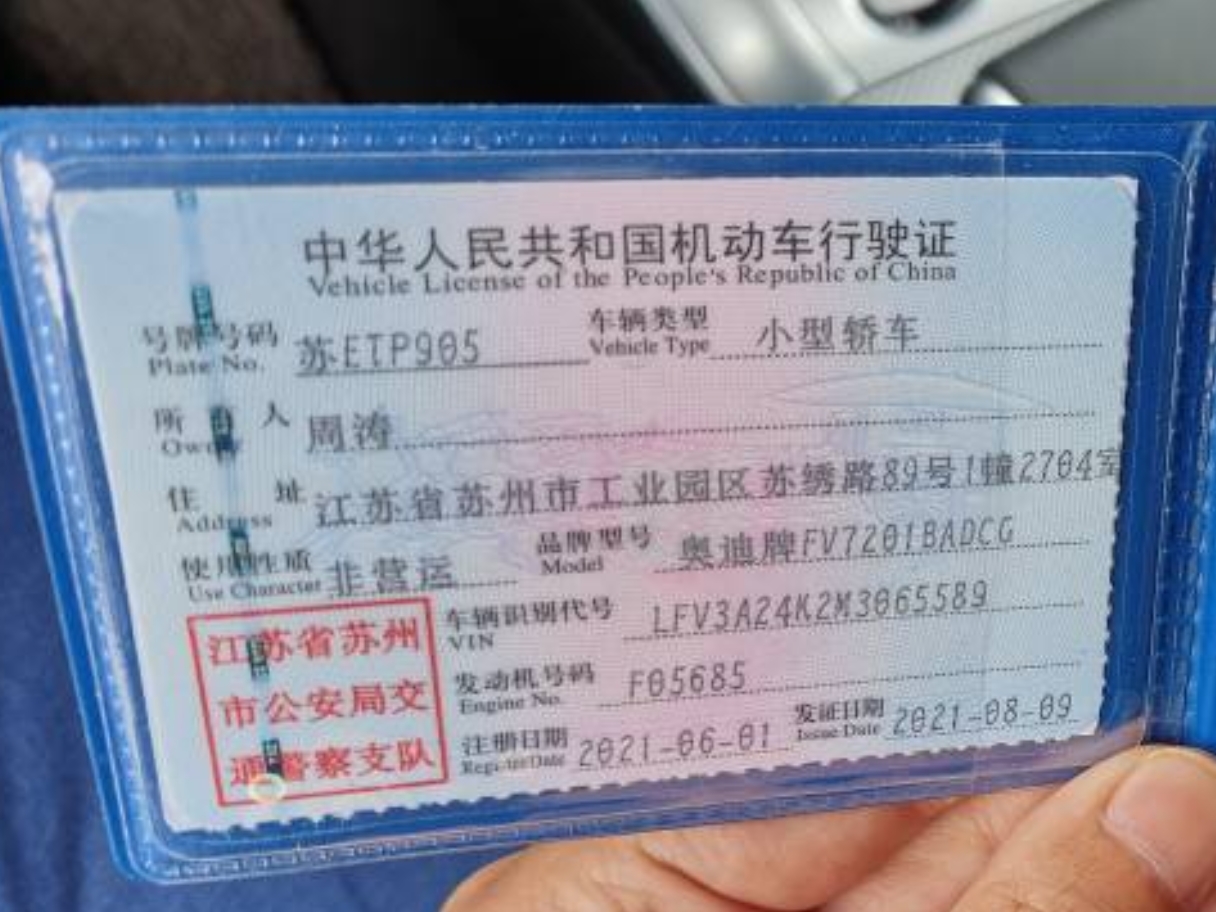 中华人民共和国机动车行驶证
Vehicle License of the People's Republic of China
号牌号码 苏ETP905 车辆类型 小型轿车
Plate No. Vehicle Type
所有人 周涛
Owner
住址 江苏省苏州市工业园区苏绣路89号1幢2704室
Address
使用性质 非营运 品牌型号 奥迪牌FV7201BADCG
Use Character Model
车辆识别代号 LFV3A24K2M3065589
VIN
发动机号码 F05685
Engine No.
注册日期 2021-06-01 发证日期 2021-08-09
Register Date Issue Date
江苏省苏州
市公安局交
通警察支队